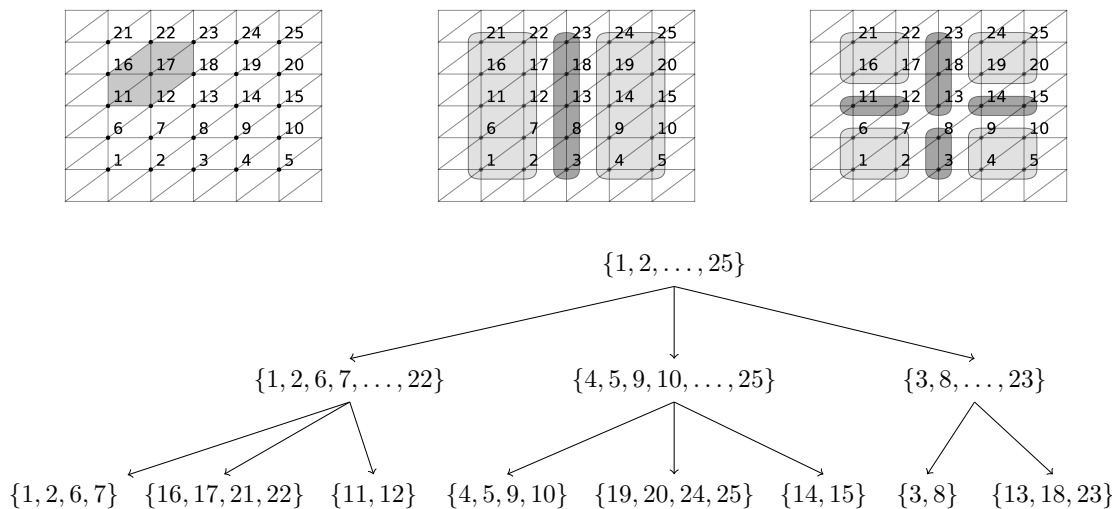 21 22 23 24 25
16 17 18 19 20
11 12 13 14 15
6 7 8 9 10
1 2 3 4 5
21 22 23 24 25
16 17 18 19 20
11 12 13 14 15
6 7 8 9 10
1 2 3 4 5
21 22 23 24 25
16 17 18 19 20
11 12 13 14 15
6 7 8 9 10
1 2 3 4 5
{1, 2, . . . , 25}
{1, 2, 6, 7, . . . , 22} {4, 5, 9, 10, . . . , 25} {3, 8, . . . , 23}
{1, 2, 6, 7} {16, 17, 21, 22} {11, 12} {4, 5, 9, 10} {19, 20, 24, 25} {14, 15} {3, 8} {13, 18, 23}